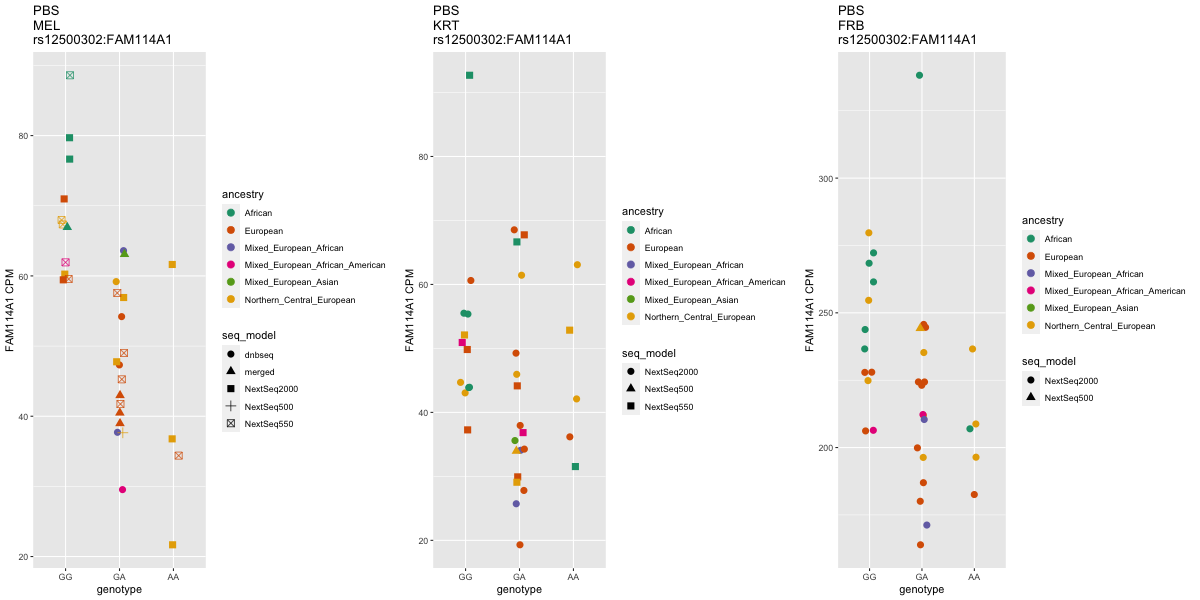 PBS
MEL
rs12500302:FAM114A1
FAM114A1 CPM
80
60
40
20
GG
GA
AA
genotype
ancestry
African
European
Mixed_European_African
Mixed_European_African_American
Mixed_European_Asian
Northern_Central_European
seq_model
dnbseq
merged
NextSeq2000
NextSeq500
NextSeq550
PBS
KRT
rs12500302:FAM114A1
FAM114A1 CPM
80
60
40
20
GG
GA
AA
genotype
ancestry
African
European
Mixed_European_African
Mixed_European_African_American
Mixed_European_Asian
Northern_Central_European
seq_model
NextSeq2000
NextSeq500
NextSeq550
PBS
FRB
rs12500302:FAM114A1
FAM114A1 CPM
300
250
200
GG
GA
AA
genotype
ancestry
African
European
Mixed_European_African
Mixed_European_African_American
Mixed_European_Asian
Northern_Central_European
seq_model
NextSeq2000
NextSeq500